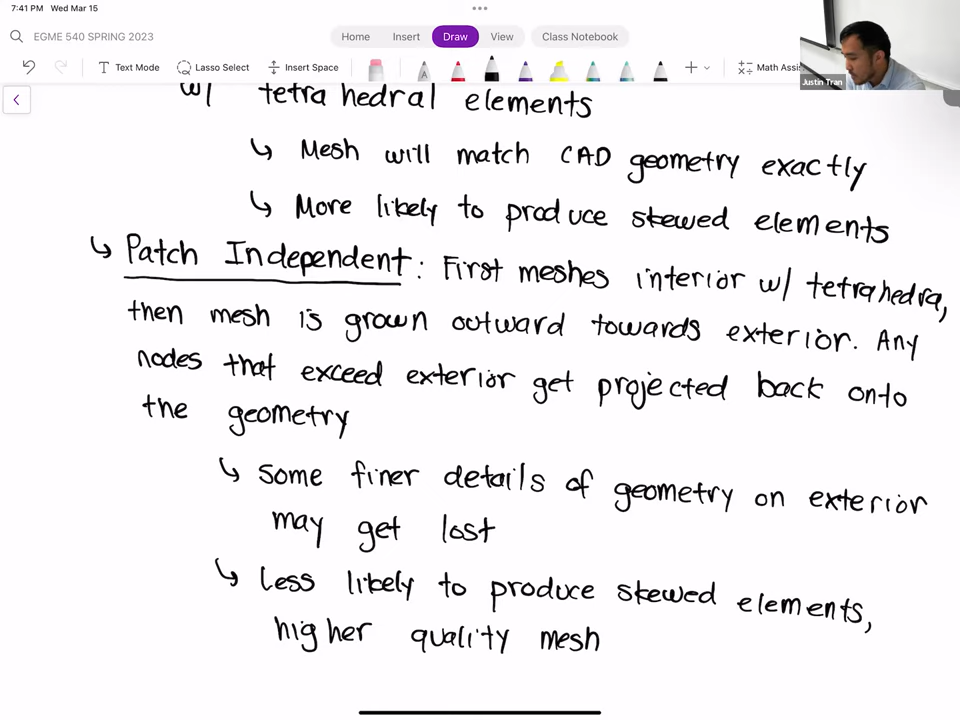 7:41 PM Wed Mar 15
EGME 540 SPRING 2023
Home Insert Draw View Class Notebook
Text Mode Lasso Select Insert Space Math Assis
Justin Tran
w/ tetrahedral elements
↳ Mesh will match CAD geometry exactly
↳ More likely to produce skewed elements
↳ Patch Independent: First meshes interior w/ tetrahedra,
then mesh is grown outward towards exterior. Any
nodes that exceed exterior get projected back onto
the geometry
↳ Some finer details of geometry on exterior
may get lost
↳ Less likely to produce skewed elements,
higher quality mesh